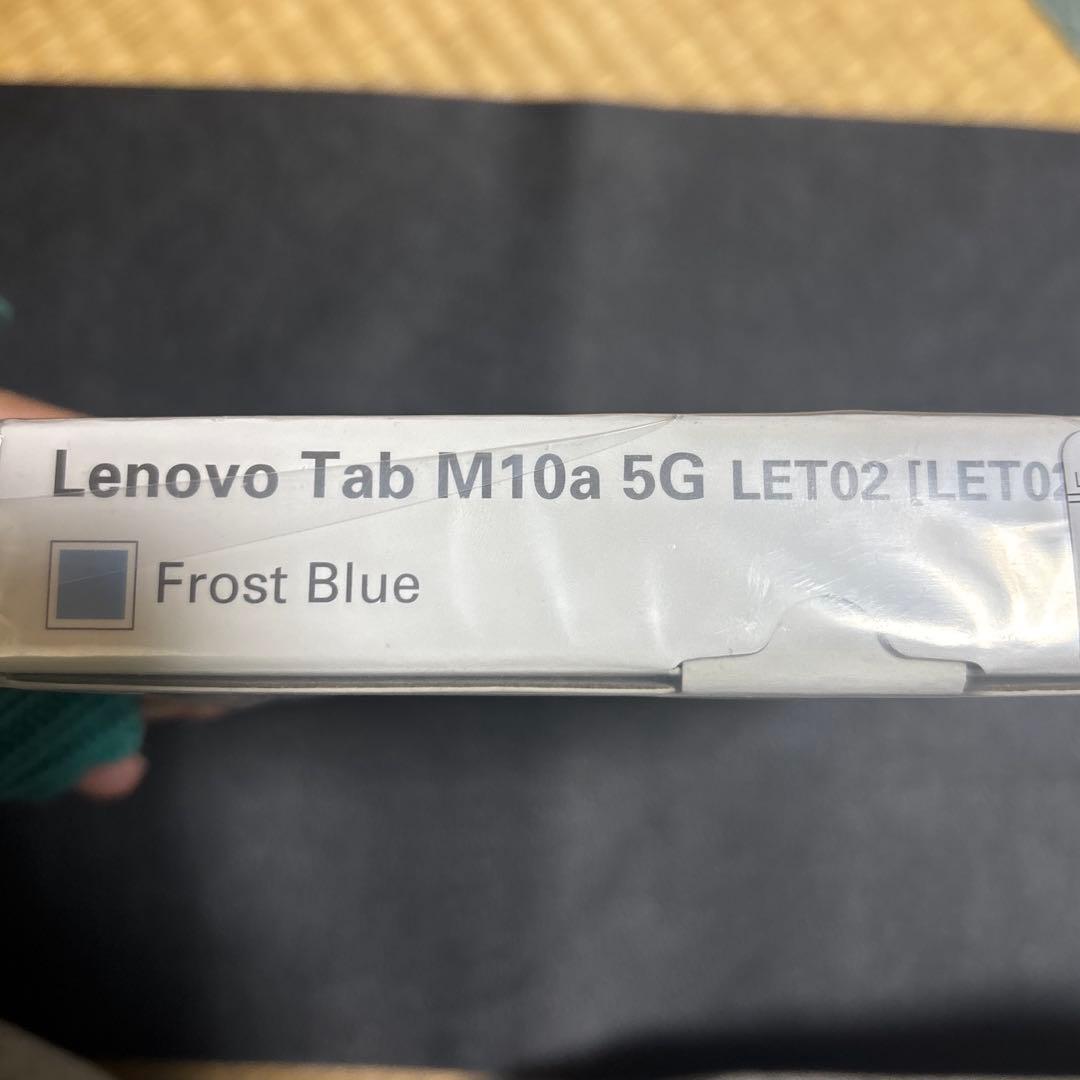 Lenovo Tab M10a 5G LET02 [LET02
Frost Blue